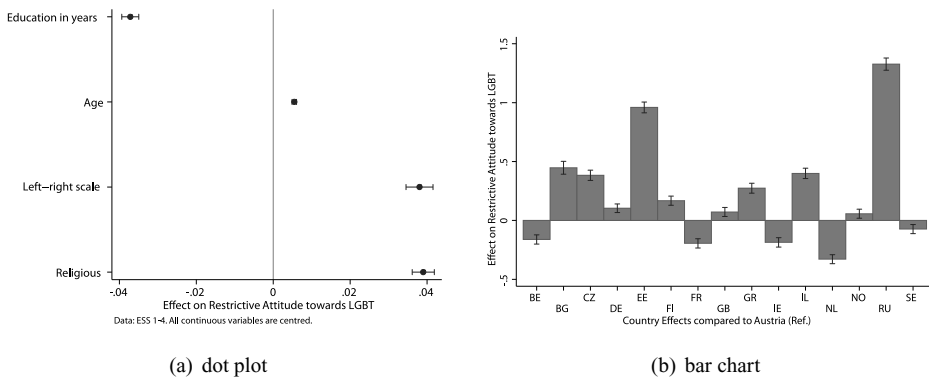 Education in years
Age
Left–right scale
Religious
-.04 -.02 0 .02 .04
Effect on Restrictive Attitude towards LGBT
Data: ESS 1-4. All continuous variables are centred.
(a) dot plot
Effect on Restrictive Attitude towards LGBT
1.5
1
.5
0
-.5
BE CZ EE FR GR IL NO SE
BG DE FI GB IE NL RU
Country Effects compared to Austria (Ref.)
(b) bar chart